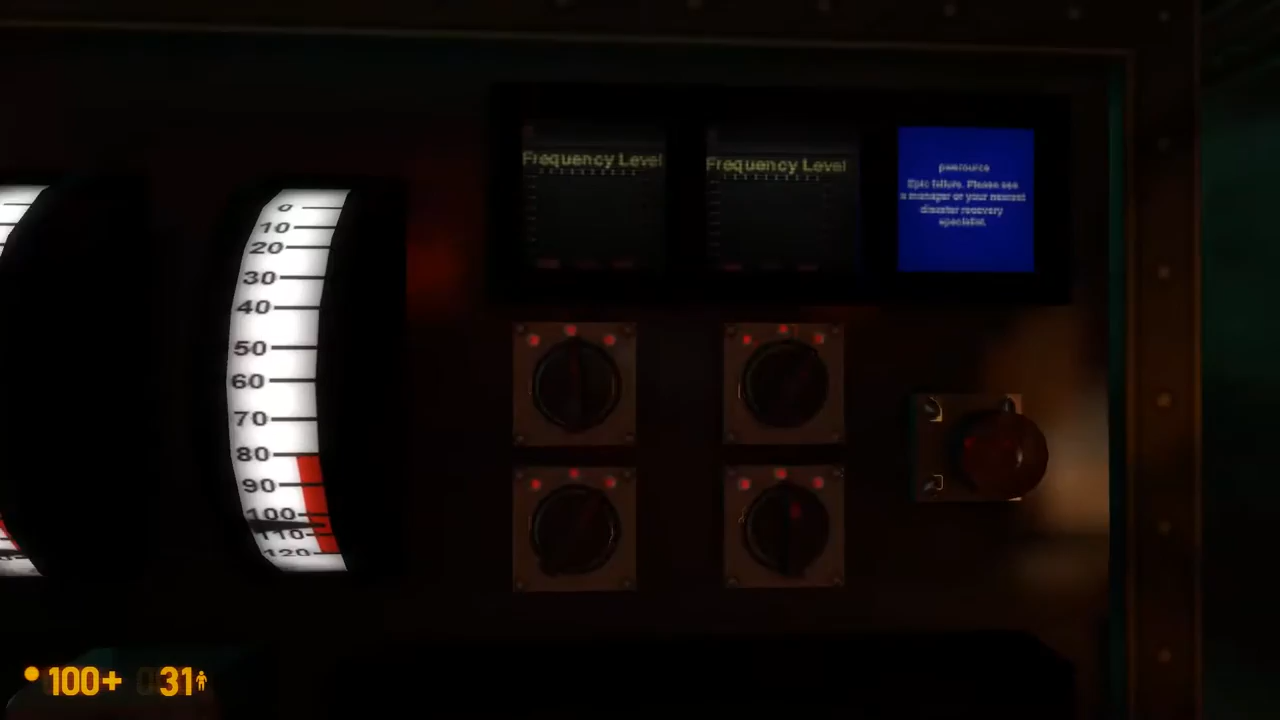 Frequency Level
Frequency Level
Epic failure. Please see
a manager or your nearest
disaster recovery
specialist.
0
10
20
30
40
50
60
70
80
90
100
110
120
100+
31